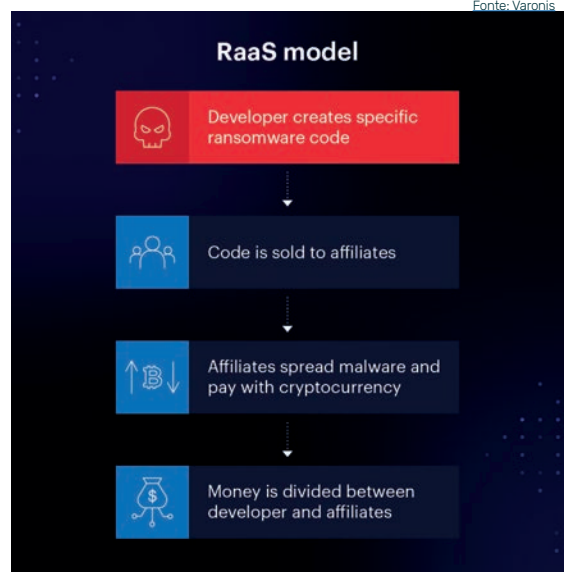 Fonte: Varonis
RaaS model
Developer creates specific
ransomware code
Code is sold to affiliates
Affiliates spread malware and
pay with cryptocurrency
Money is divided between
developer and affiliates